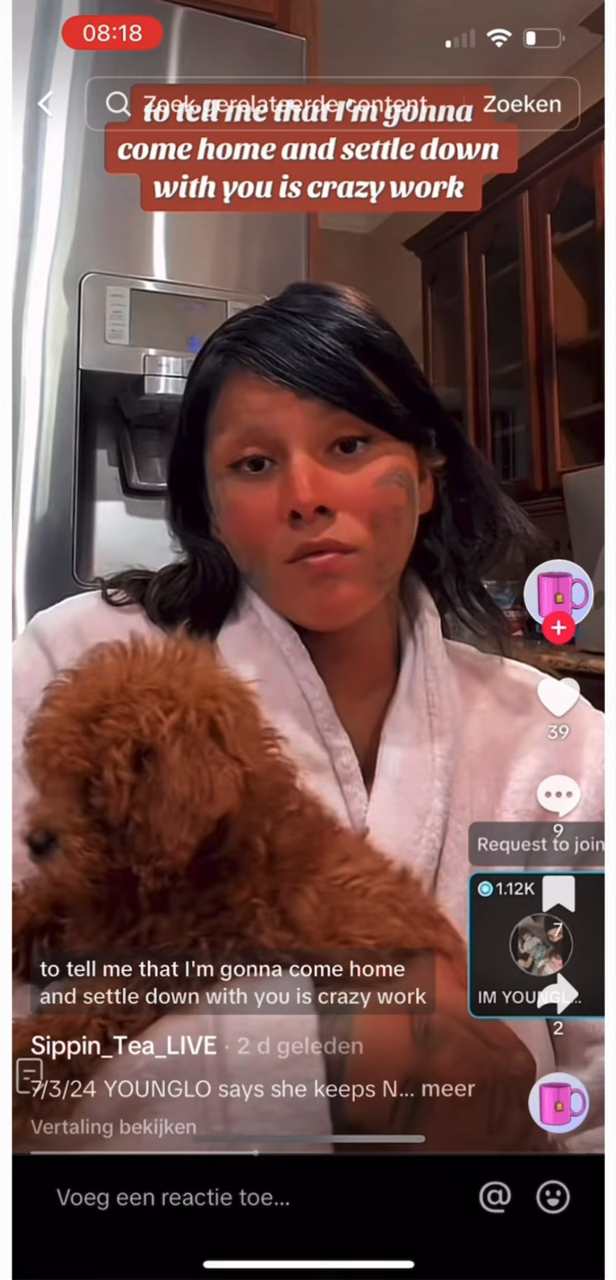 08:18
Zoek gerelateerde content
Zoeken
to tell me that I'm gonna
come home and settle down
with you is crazy work
39
9
Request to join
1.12K
7
IM YOUNGL...
2
to tell me that I'm gonna come home
and settle down with you is crazy work
Sippin_Tea_LIVE · 2 d geleden
7/3/24 YOUNGLO says she keeps N... meer
Vertaling bekijken
Voeg een reactie toe...